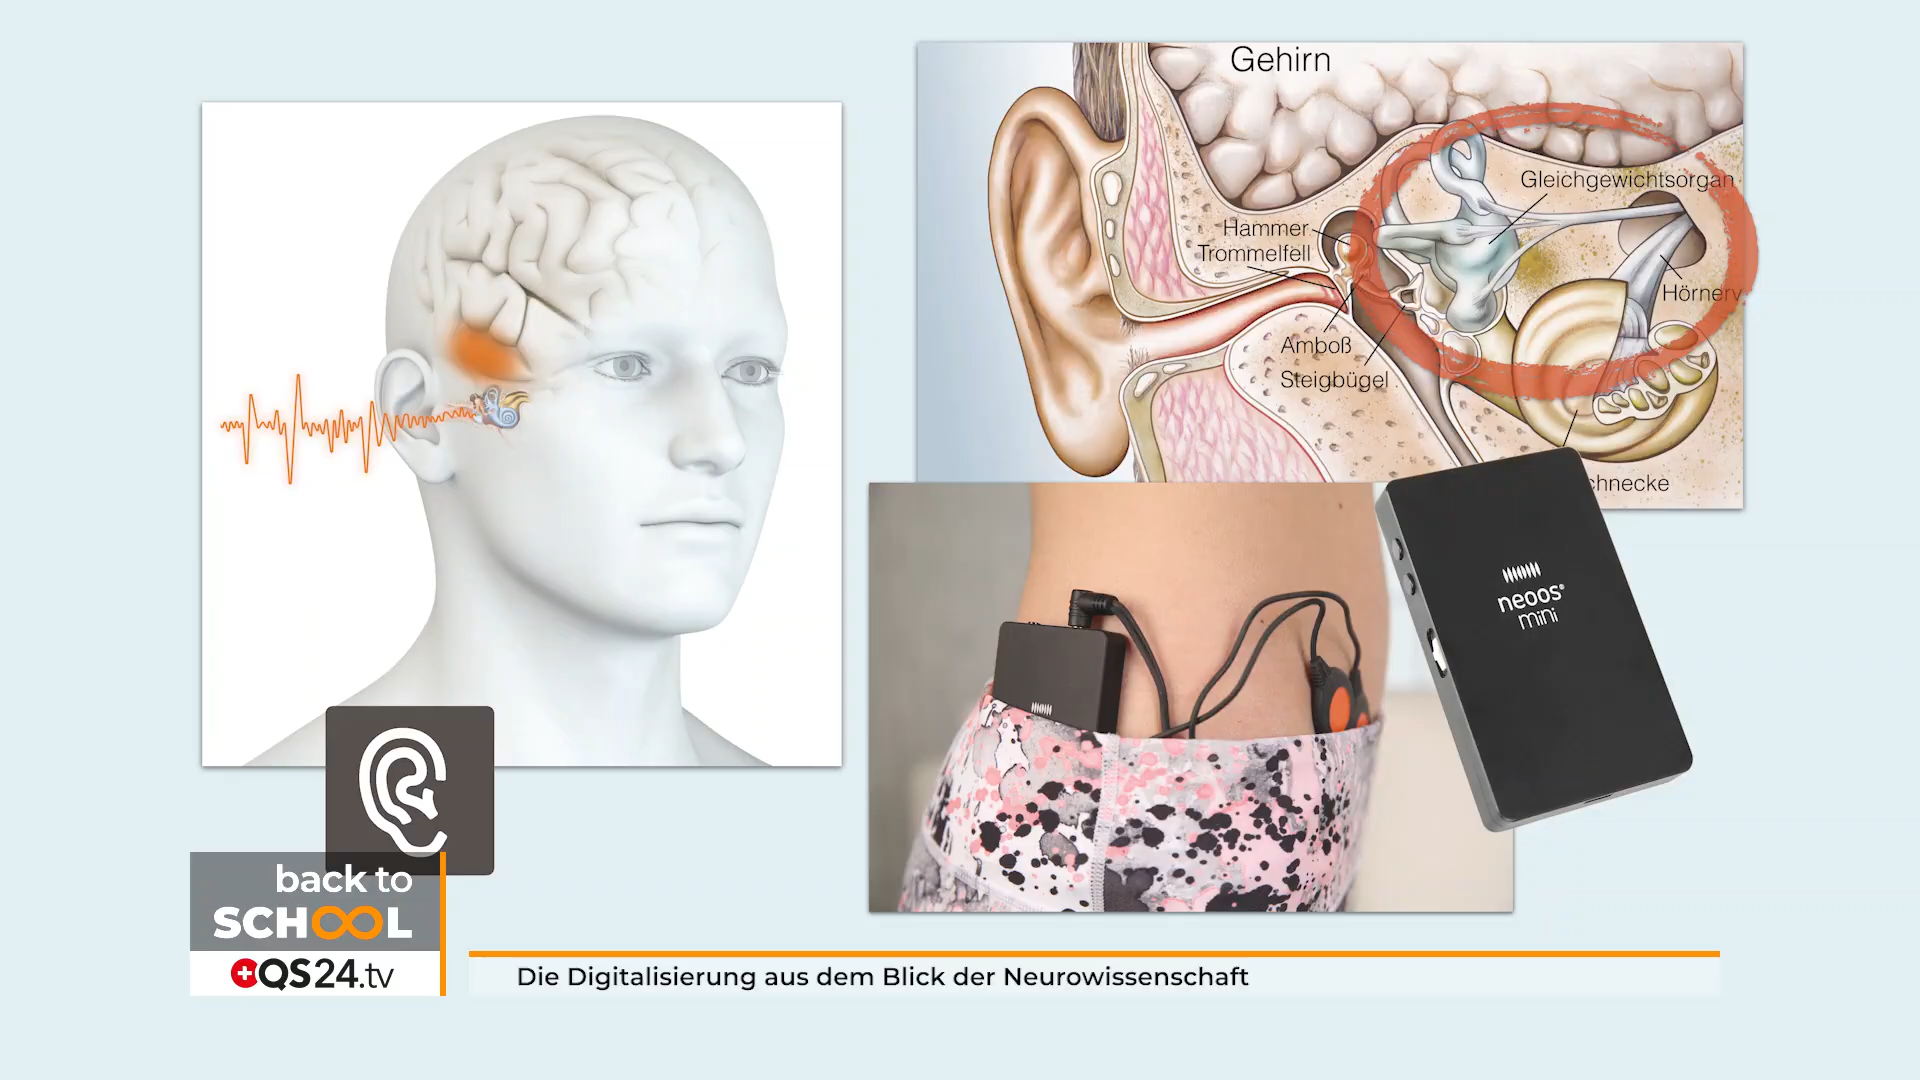 Gehirn
Gleichgewichtsorgan
Hammer
Trommelfell
Hörnerv
Amboß
Steigbügel
chnecke
neoos®
mini
back to
SCHOOL
QS24.tv
Die Digitalisierung aus dem Blick der Neurowissenschaft